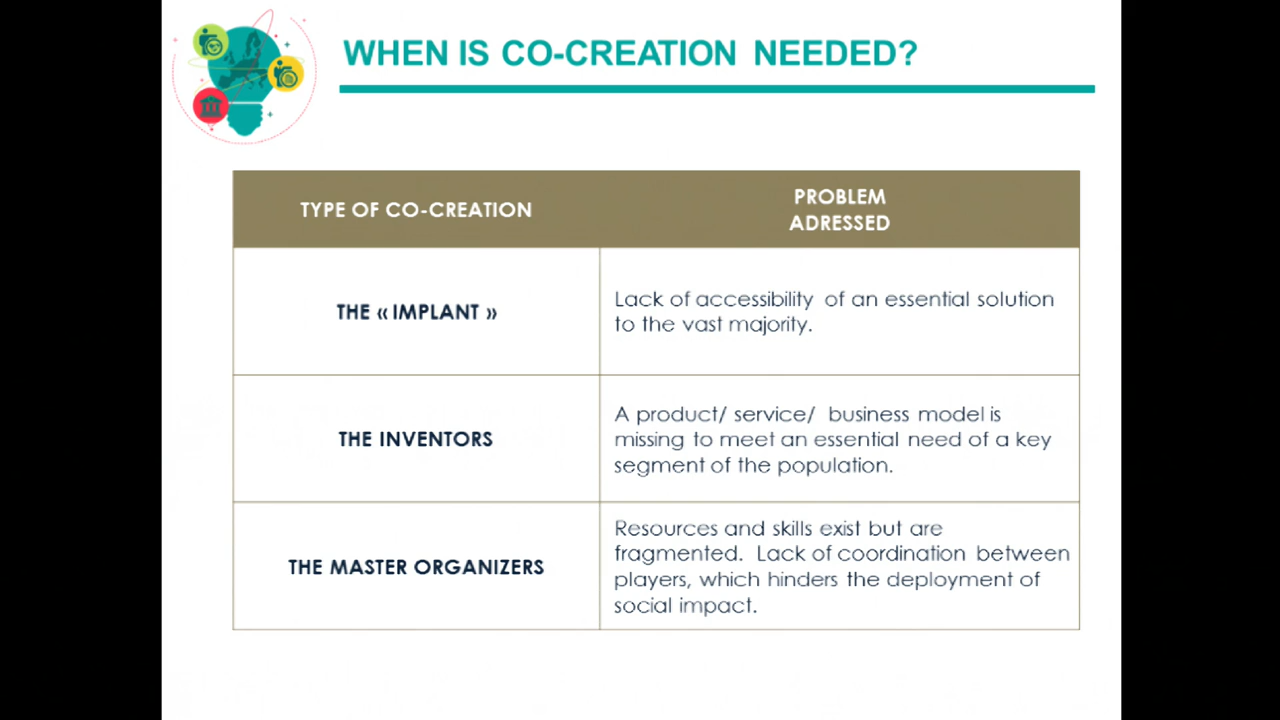 WHEN IS CO-CREATION NEEDED?
TYPE OF CO-CREATION
PROBLEM
ADRESSED
THE « IMPLANT »
Lack of accessibility of an essential solution
to the vast majority.
THE INVENTORS
A product/ service/ business model is
missing to meet an essential need of a key
segment of the population.
THE MASTER ORGANIZERS
Resources and skills exist but are
fragmented. Lack of coordination between
players, which hinders the deployment of
social impact.